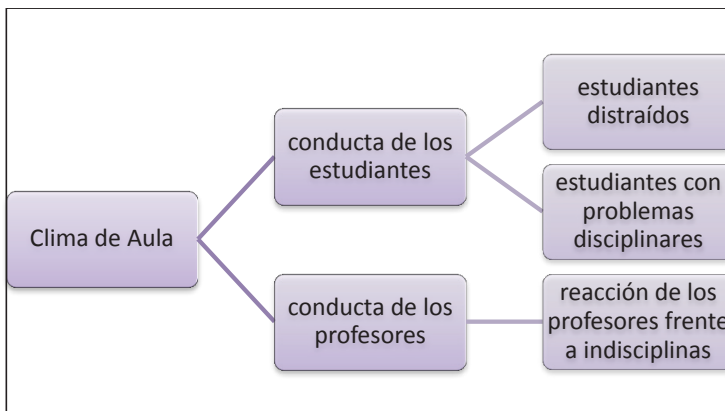 Clima de Aula
conducta de los
estudiantes
estudiantes
distraídos
estudiantes con
problemas
disciplinares
conducta de los
profesores
reacción de los
profesores frente
a indisciplinas